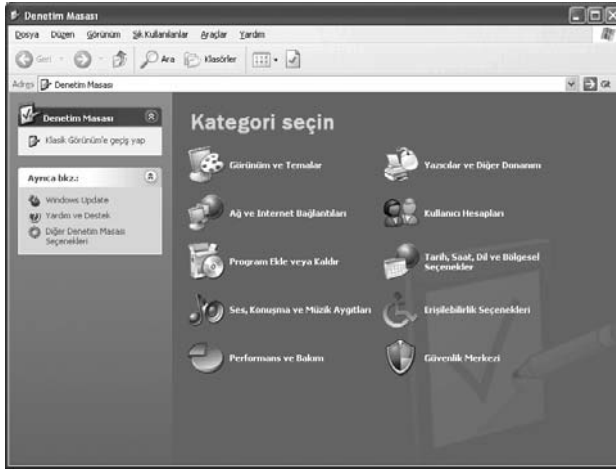 Denetim Masası
Dosya Düzen Görünüm Sık Kullanılanlar Araçlar Yardım
Geri Ara Klasörler
Adres Denetim Masası Git
Denetim Masası
Klasik Görünüm'e geçiş yap
Ayrıca bkz.:
Windows Update
Yardım ve Destek
Diğer Denetim Masası
Seçenekleri
Kategori seçin
Görünüm ve Temalar
Yazıcılar ve Diğer Donanım
Ağ ve Internet Bağlantıları
Kullanıcı Hesapları
Program Ekle veya Kaldır
Tarih, Saat, Dil ve Bölgesel
Seçenekler
Ses, Konuşma ve Müzik Aygıtları
Erişilebilirlik Seçenekleri
Performans ve Bakım
Güvenlik Merkezi